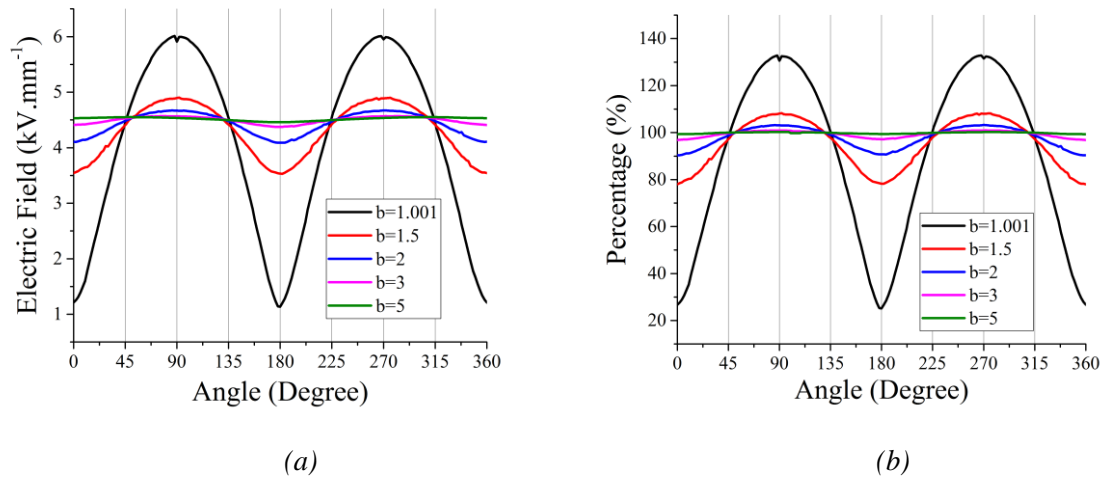 Electric Field (kV.mm⁻¹)
6
5
4
3
2
1
b=1.001
b=1.5
b=2
b=3
b=5
0 45 90 135 180 225 270 315 360
Angle (Degree)
(a)
Percentage (%)
140
120
100
80
60
40
20
b=1.001
b=1.5
b=2
b=3
b=5
0 45 90 135 180 225 270 315 360
Angle (Degree)
(b)